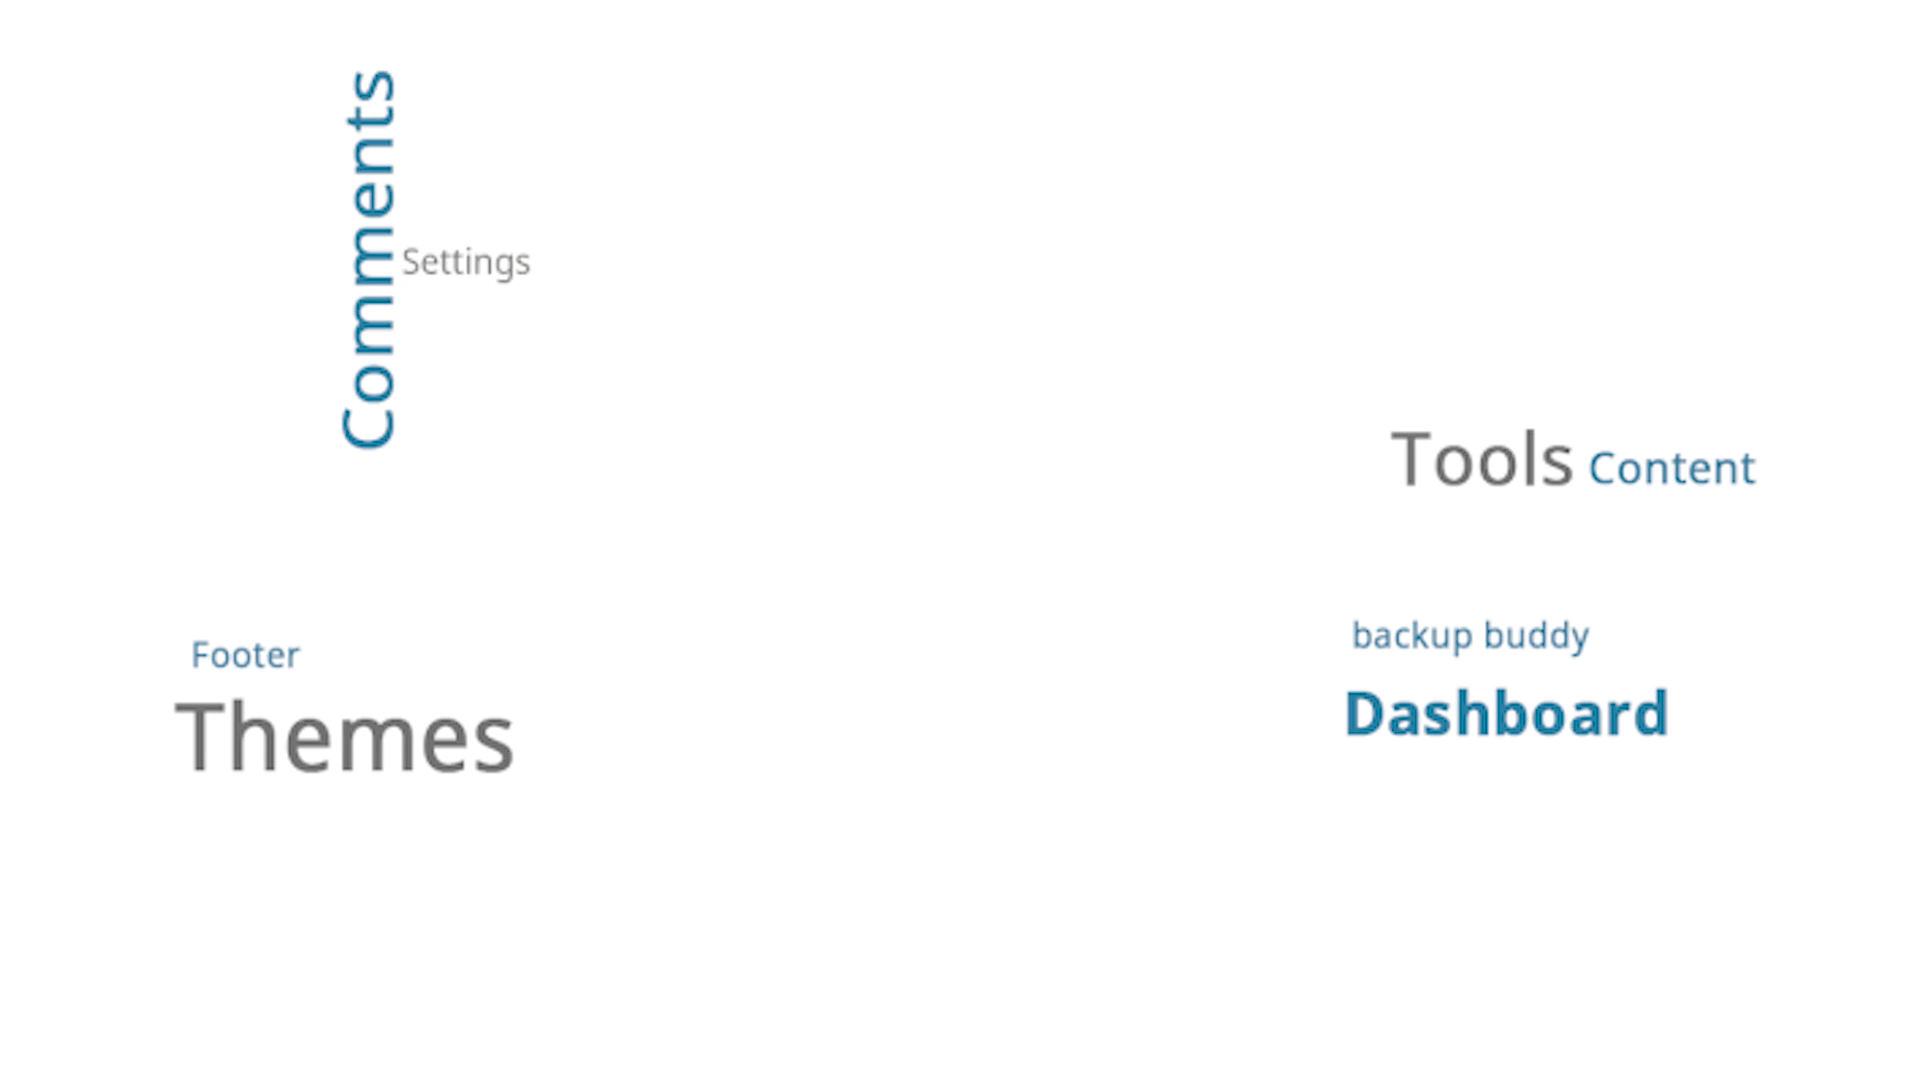 Comments
Settings
Tools
Content
Footer
backup buddy
Themes
Dashboard